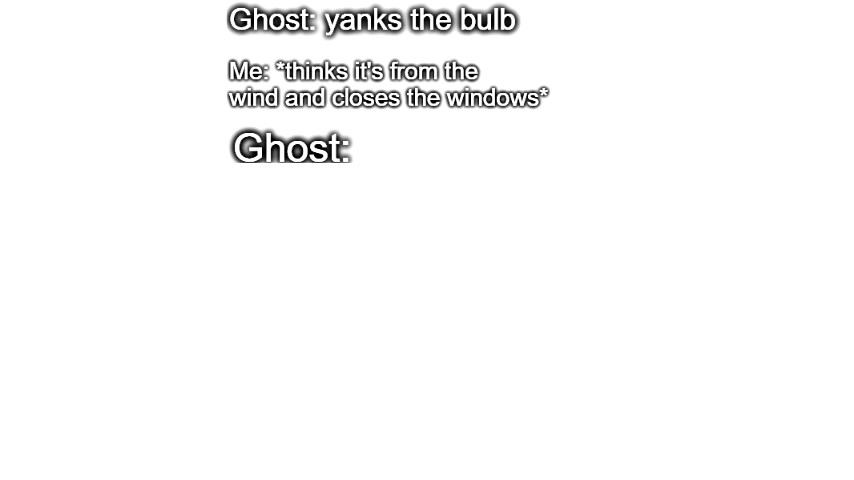 Ghost: yanks the bulb
Me: *thinks it's from the
wind and closes the windows*
Ghost: